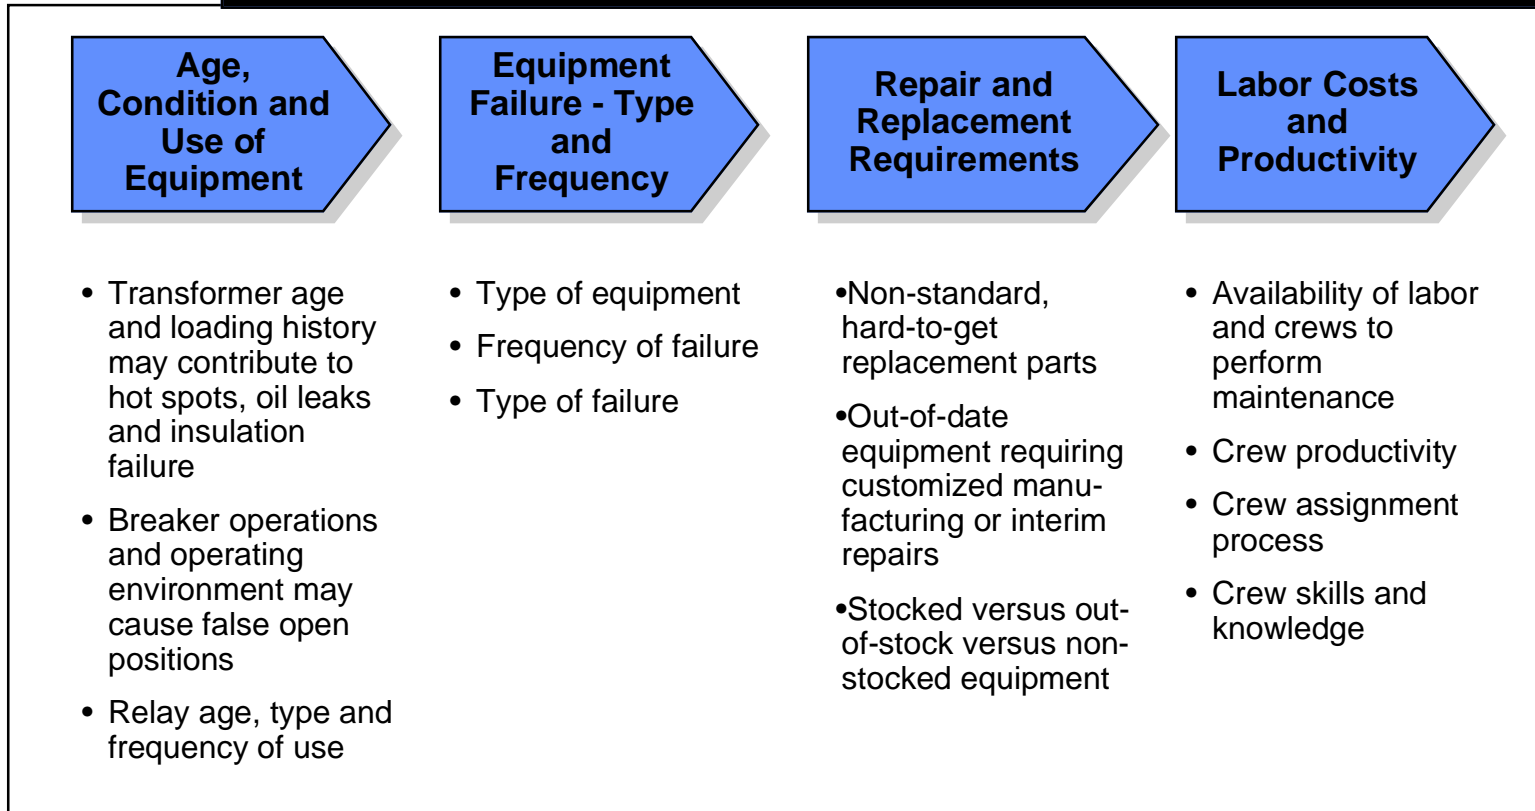 Age,
Condition and
Use of
Equipment
Equipment
Failure - Type
and
Frequency
Repair and
Replacement
Requirements
Labor Costs
and
Productivity
• Transformer age
and loading history
may contribute to
hot spots, oil leaks
and insulation
failure
• Breaker operations
and operating
environment may
cause false open
positions
• Relay age, type and
frequency of use
• Type of equipment
• Frequency of failure
• Type of failure
•Non-standard,
hard-to-get
replacement parts
•Out-of-date
equipment requiring
customized manu-
facturing or interim
repairs
•Stocked versus out-
of-stock versus non-
stocked equipment
• Availability of labor
and crews to
perform
maintenance
• Crew productivity
• Crew assignment
process
• Crew skills and
knowledge